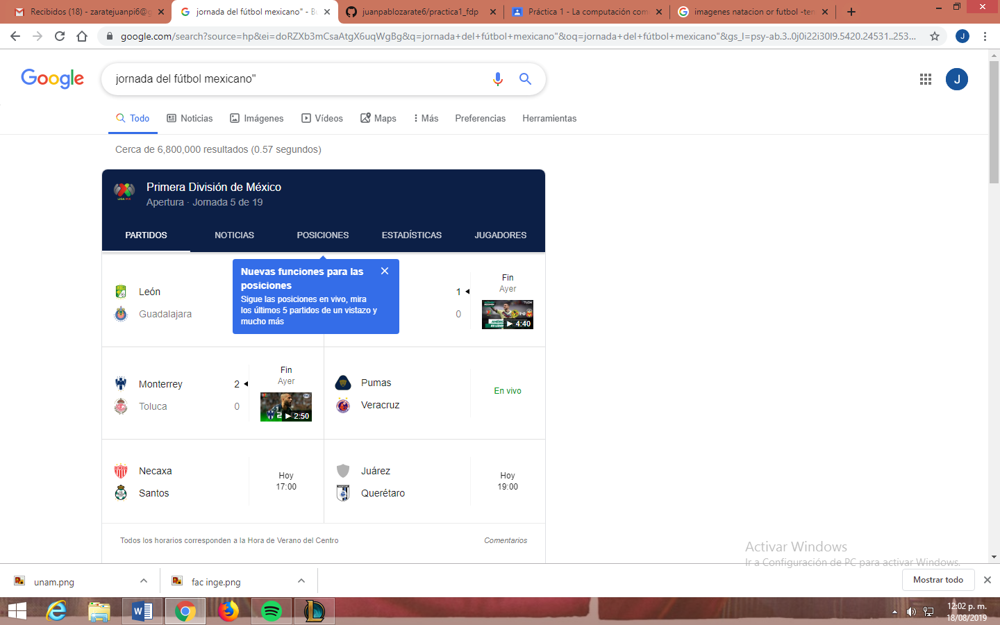 Recibidos (18) - zaratejuanpi6@g
jornada del fútbol mexicano" - Bu
juanpablozarate6/practica1_fdp
Práctica 1 - La computación com
imagenes natacion or futbol -ten
google.com/search?source=hp&ei=doRZXb3mCsaAtgX6uqWgBg&q=jornada+del+fútbol+mexicano"&oq=jornada+del+fútbol+mexicano"&gs_l=psy-ab.3..0j0i22i30l9.5420.24531..253...
J
Google
jornada del fútbol mexicano"
J
Todo
Noticias
Imágenes
Vídeos
Maps
Más
Preferencias
Herramientas
Cerca de 6,800,000 resultados (0.57 segundos)
LIGA MX
Primera División de México
Apertura · Jornada 5 de 19
PARTIDOS
NOTICIAS
POSICIONES
ESTADÍSTICAS
JUGADORES
Nuevas funciones para las
posiciones
Sigue las posiciones en vivo, mira
los últimos 5 partidos de un vistazo y
mucho más
León
Guadalajara
1
0
Fin
Ayer
4:40
Monterrey 2
Toluca 0
Fin
Ayer
2:50
Pumas
Veracruz
En vivo
Necaxa
Santos
Hoy
17:00
Juárez
Querétaro
Hoy
19:00
Todos los horarios corresponden a la Hora de Verano del Centro
Comentarios
Activar Windows
Ir a Configuración de PC para activar Windows.
unam.png
fac inge.png
Mostrar todo
12:02 p. m.
18/08/2019